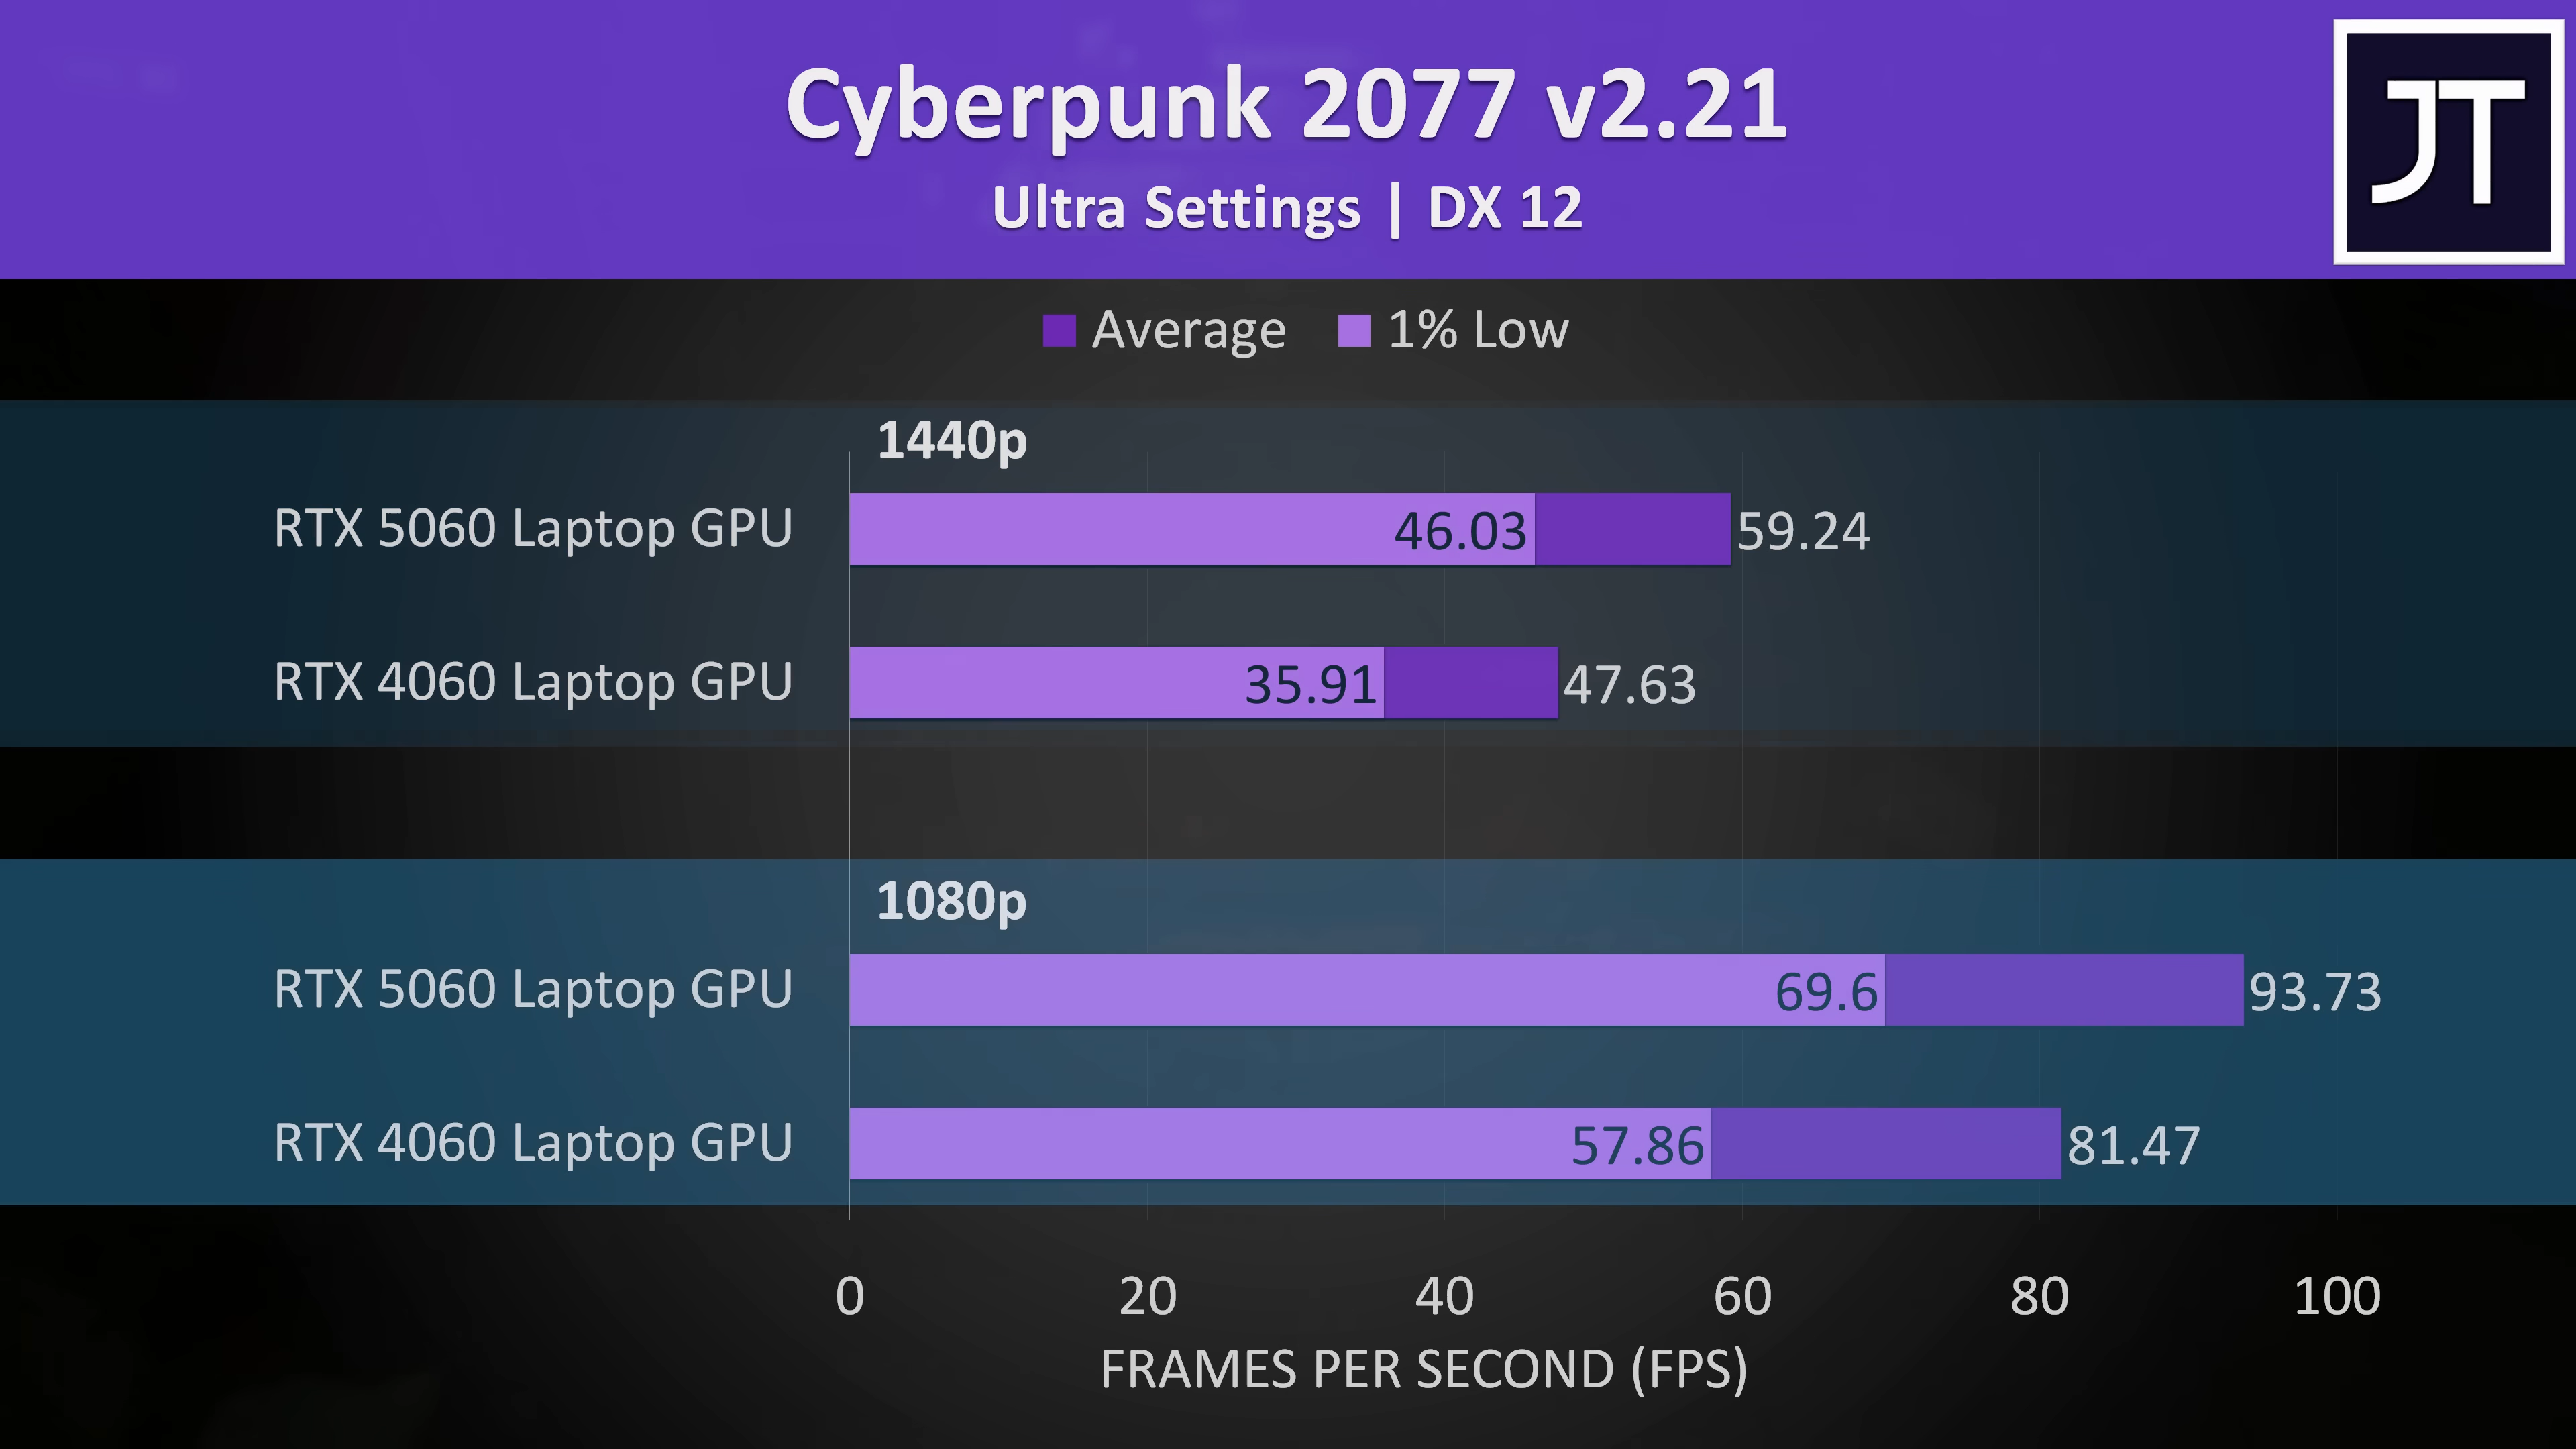 Cyberpunk 2077 v2.21
JT
Ultra Settings | DX 12
Average 1% Low
1440p
RTX 5060 Laptop GPU 46.03 59.24
RTX 4060 Laptop GPU 35.91 47.63
1080p
RTX 5060 Laptop GPU 69.6 93.73
RTX 4060 Laptop GPU 57.86 81.47
0 20 40 60 80 100
FRAMES PER SECOND (FPS)